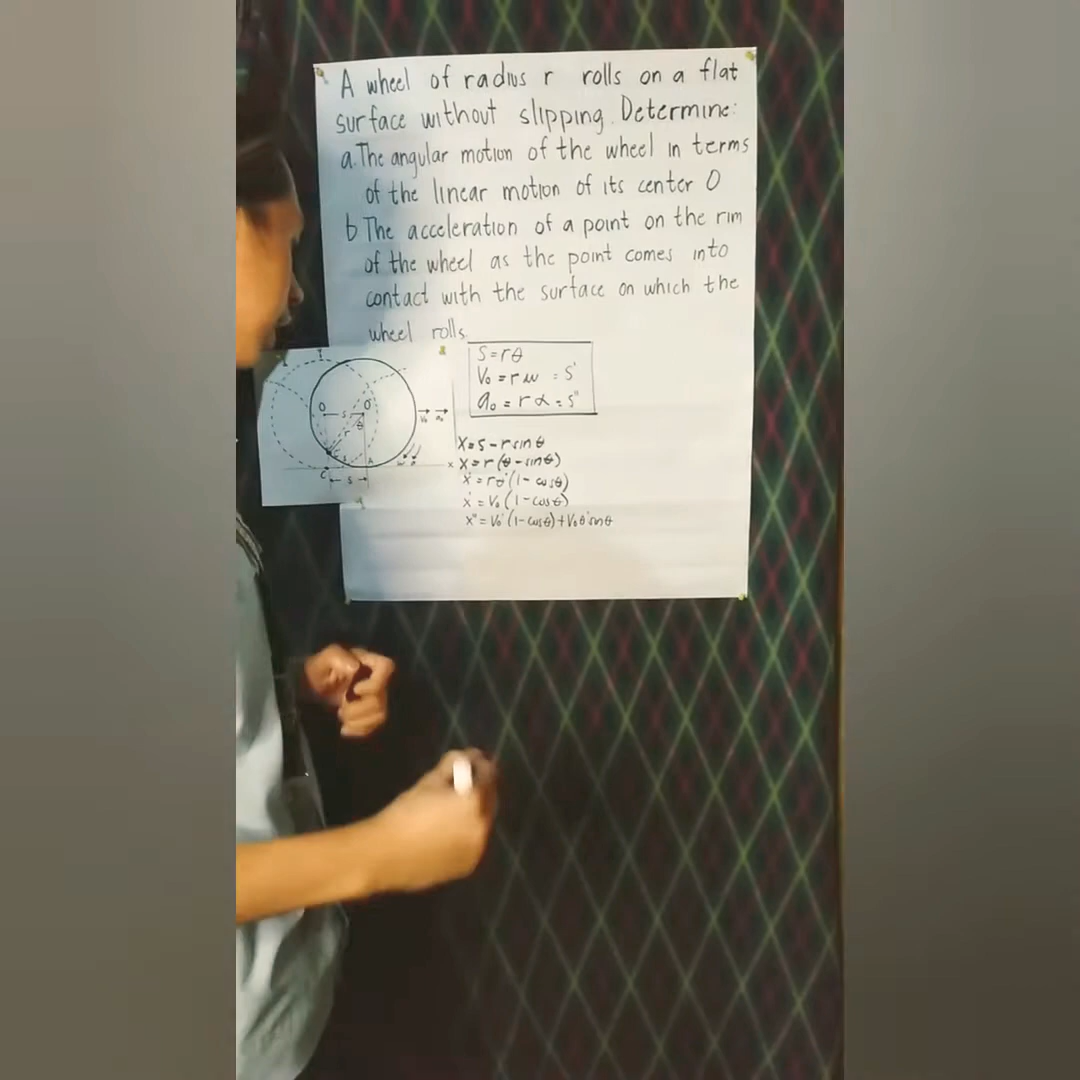 A wheel of radius r rolls on a flat
surface without slipping. Determine:
a. The angular motion of the wheel in terms
of the linear motion of its center O
b The acceleration of a point on the rim
of the wheel as the point comes into
contact with the surface on which the
wheel rolls.
S = rθ
V₀ = rω = S'
a₀ = rα = S"
O s O'
r θ
A
C
s
x
x = s - r sin θ
x = r(θ - sin θ)
x' = rθ'(1 - cos θ)
x' = V₀(1 - cos θ)
x" = V₀'(1 - cos θ) + V₀θ' sin θ